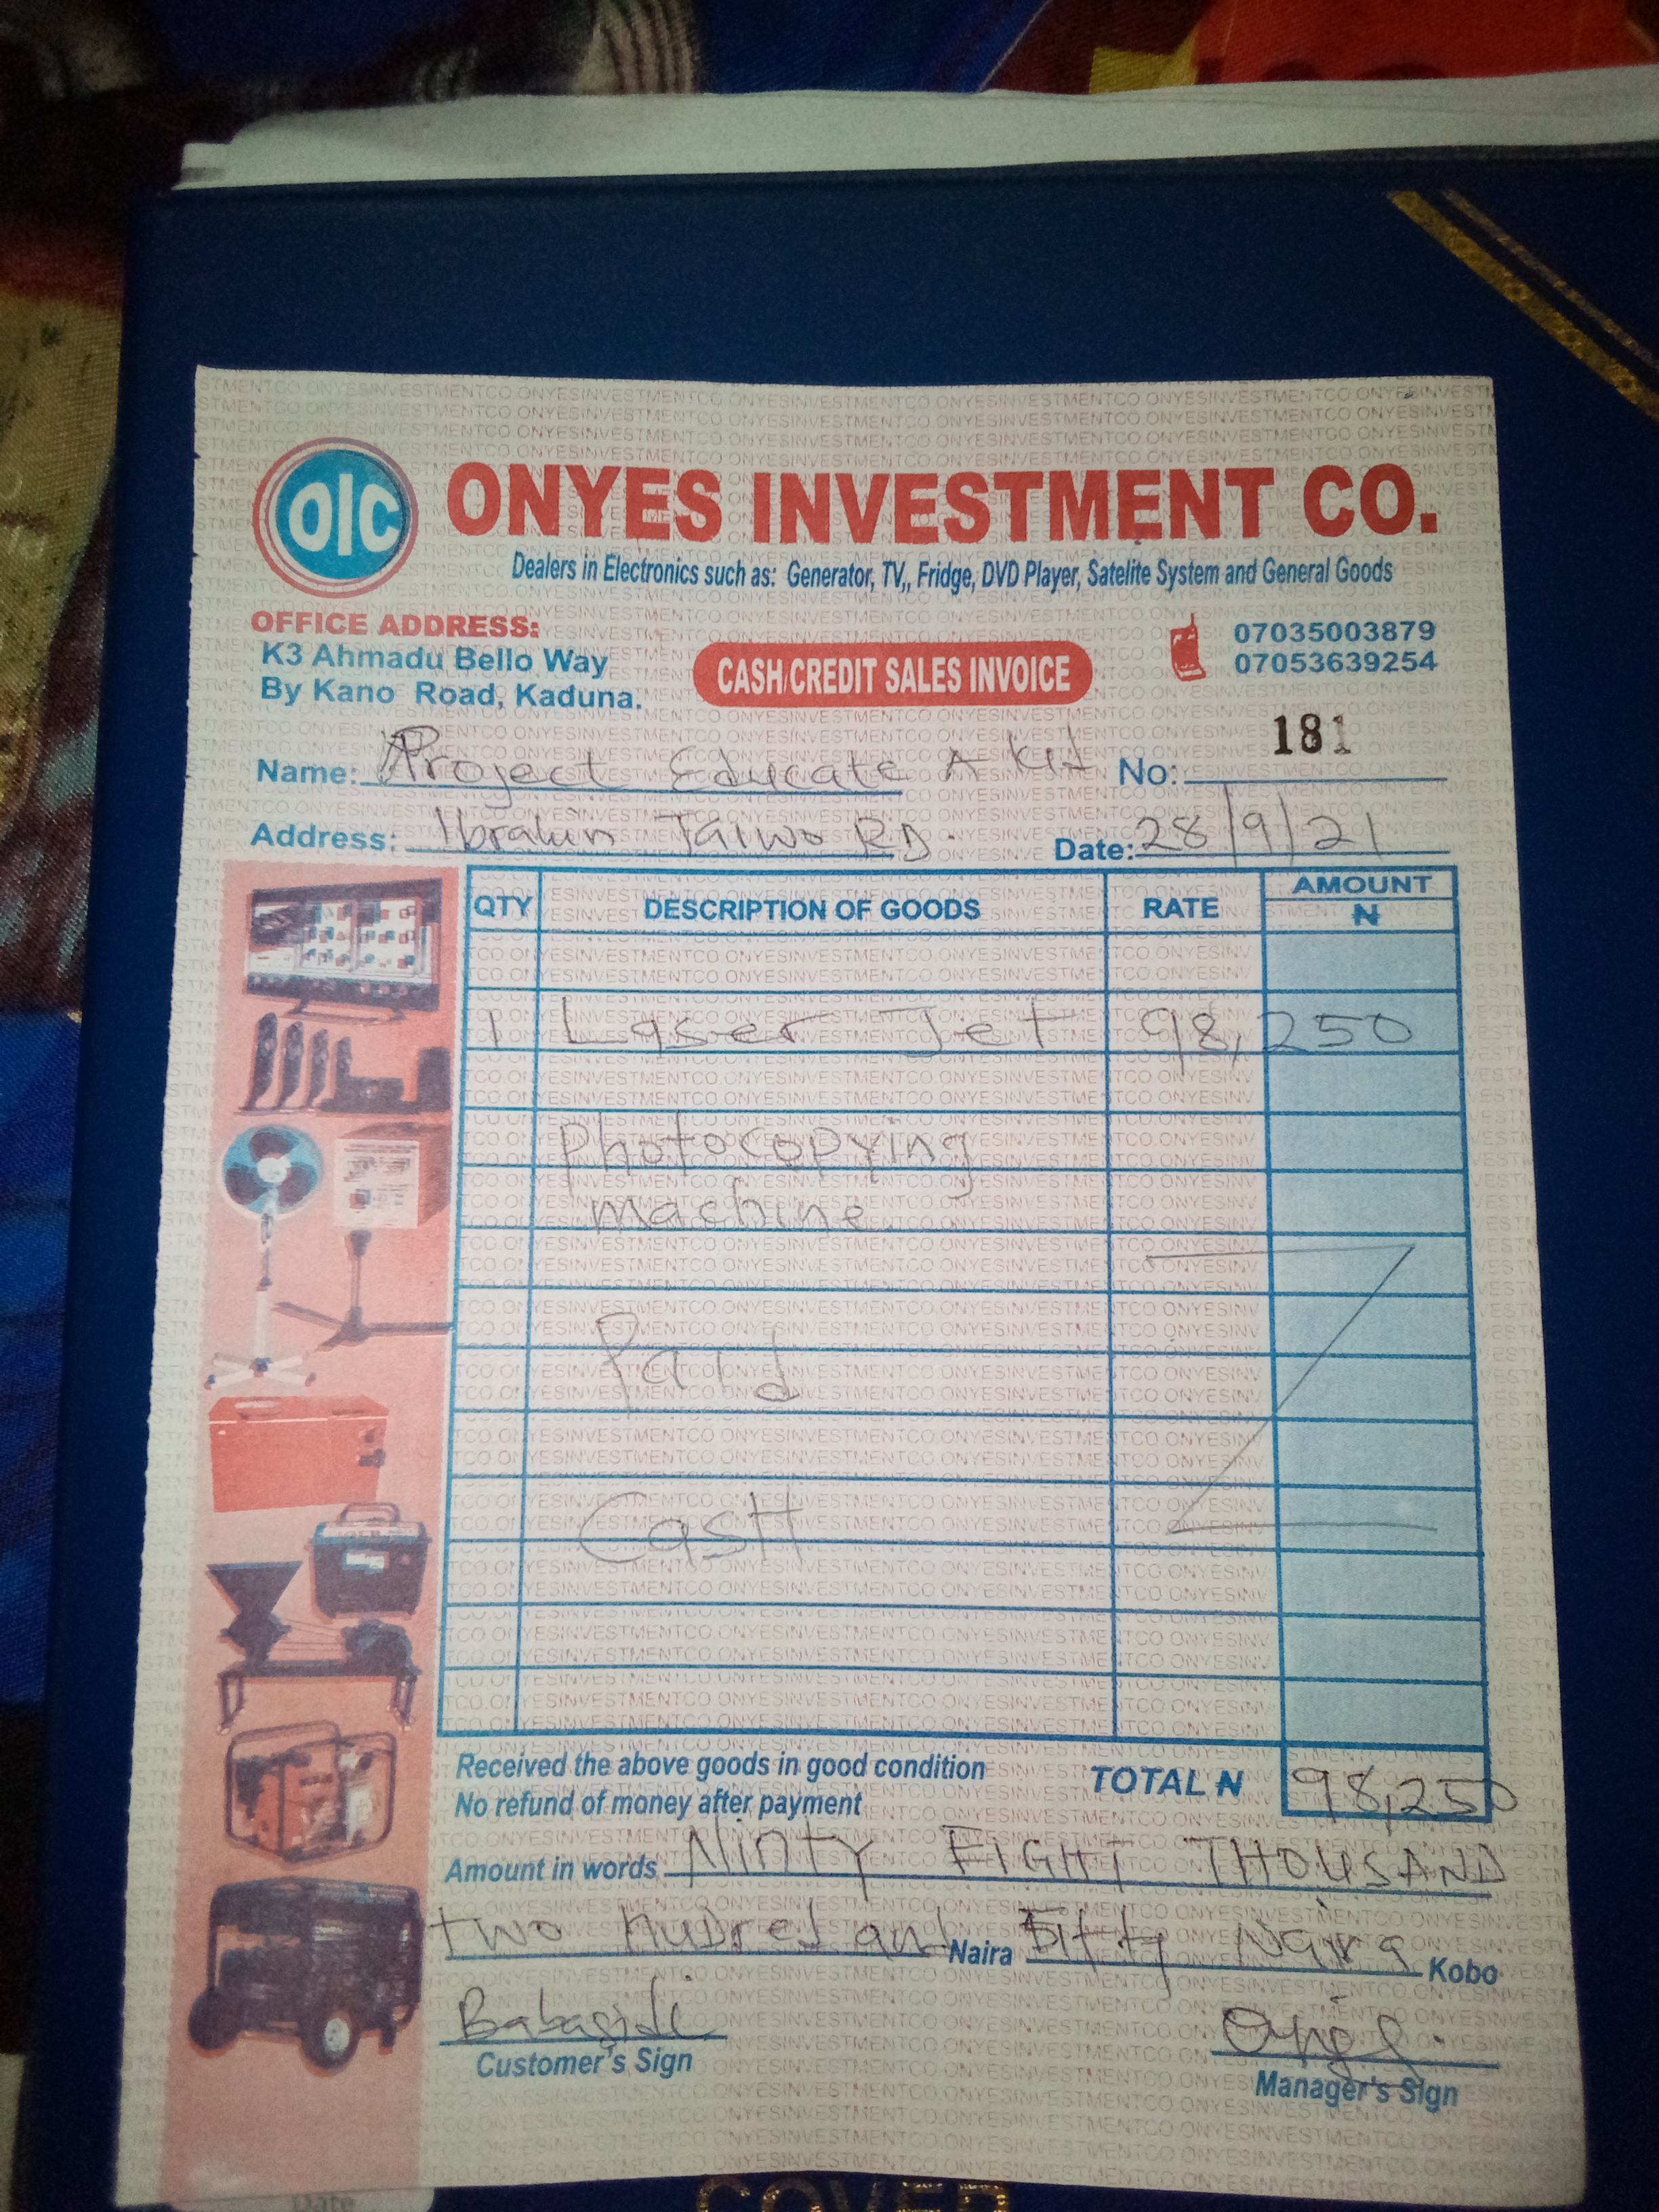 OIC ONYES INVESTMENT CO.
Dealers in Electronics such as: Generator, TV,, Fridge, DVD Player, Satelite System and General Goods
OFFICE ADDRESS:
K3 Ahmadu Bello Way
By Kano Road, Kaduna.
CASH/CREDIT SALES INVOICE
07035003879
07053639254
181
Name: Project Educate A Kid No:
Address: Ibrahim Taiwo RD. Date: 28/9/21
QTY DESCRIPTION OF GOODS RATE AMOUNT
₦
1 Laser Jet 98,250
Photocopying
machine
Paid
Cash
Received the above goods in good condition
No refund of money after payment
TOTAL ₦ 98,250
Amount in words Ninty EIGHT THOUSAND
two hudred and Naira Fifty Naira Kobo
Customer's Sign
Manager's Sign
COVER
Date